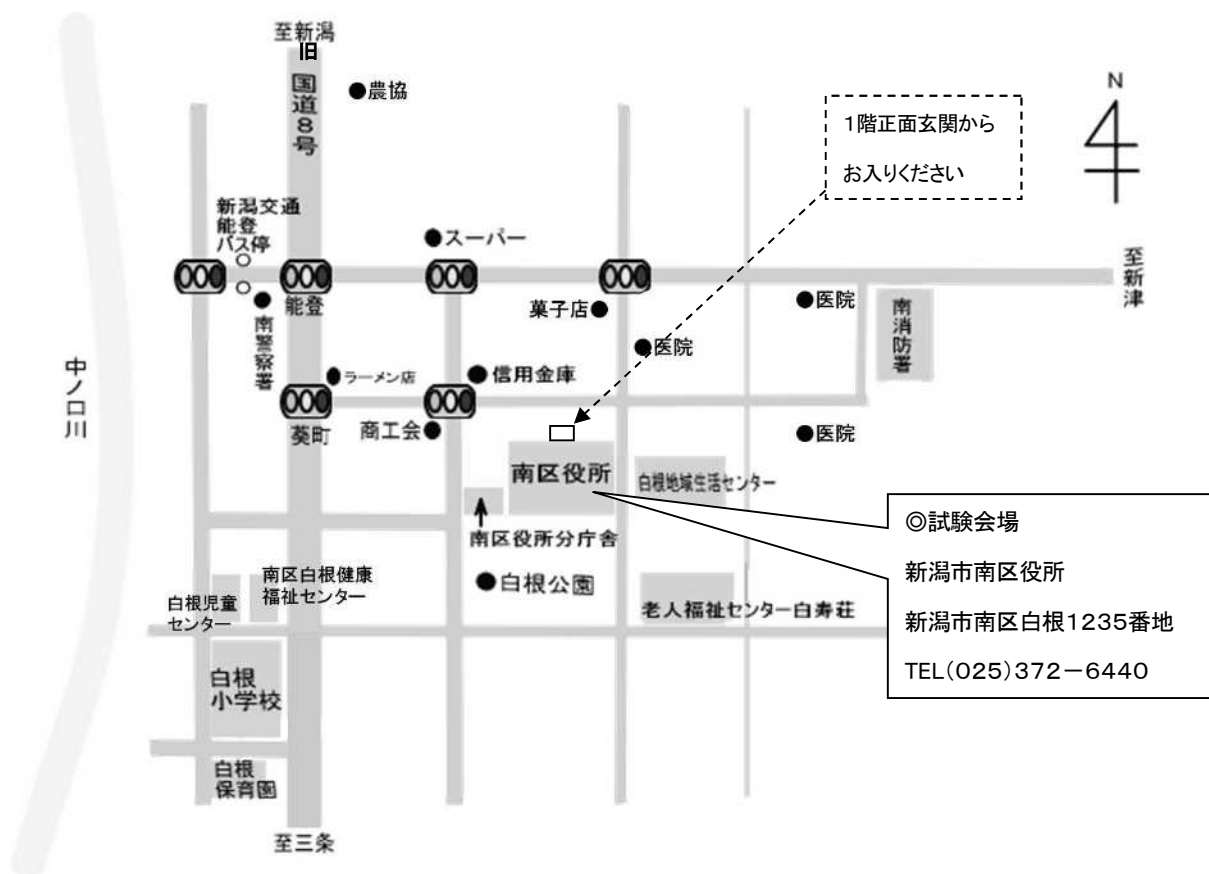 至新潟
旧
国道8号
●農協
1階正面玄関から
お入りください
N
新潟交通
能登
バス停
●スーパー
至新津
能登
菓子店●
●医院
南消防署
南警察署
●医院
中ノ口川
●ラーメン店
●信用金庫
葵町
商工会●
●医院
南区役所
白根地域生活センター
南区役所分庁舎
◎試験会場
新潟市南区役所
新潟市南区白根1235番地
TEL(025)372-6440
南区白根健康
福祉センター
●白根公園
白根児童
センター
老人福祉センター白寿荘
白根
小学校
白根
保育園
至三条